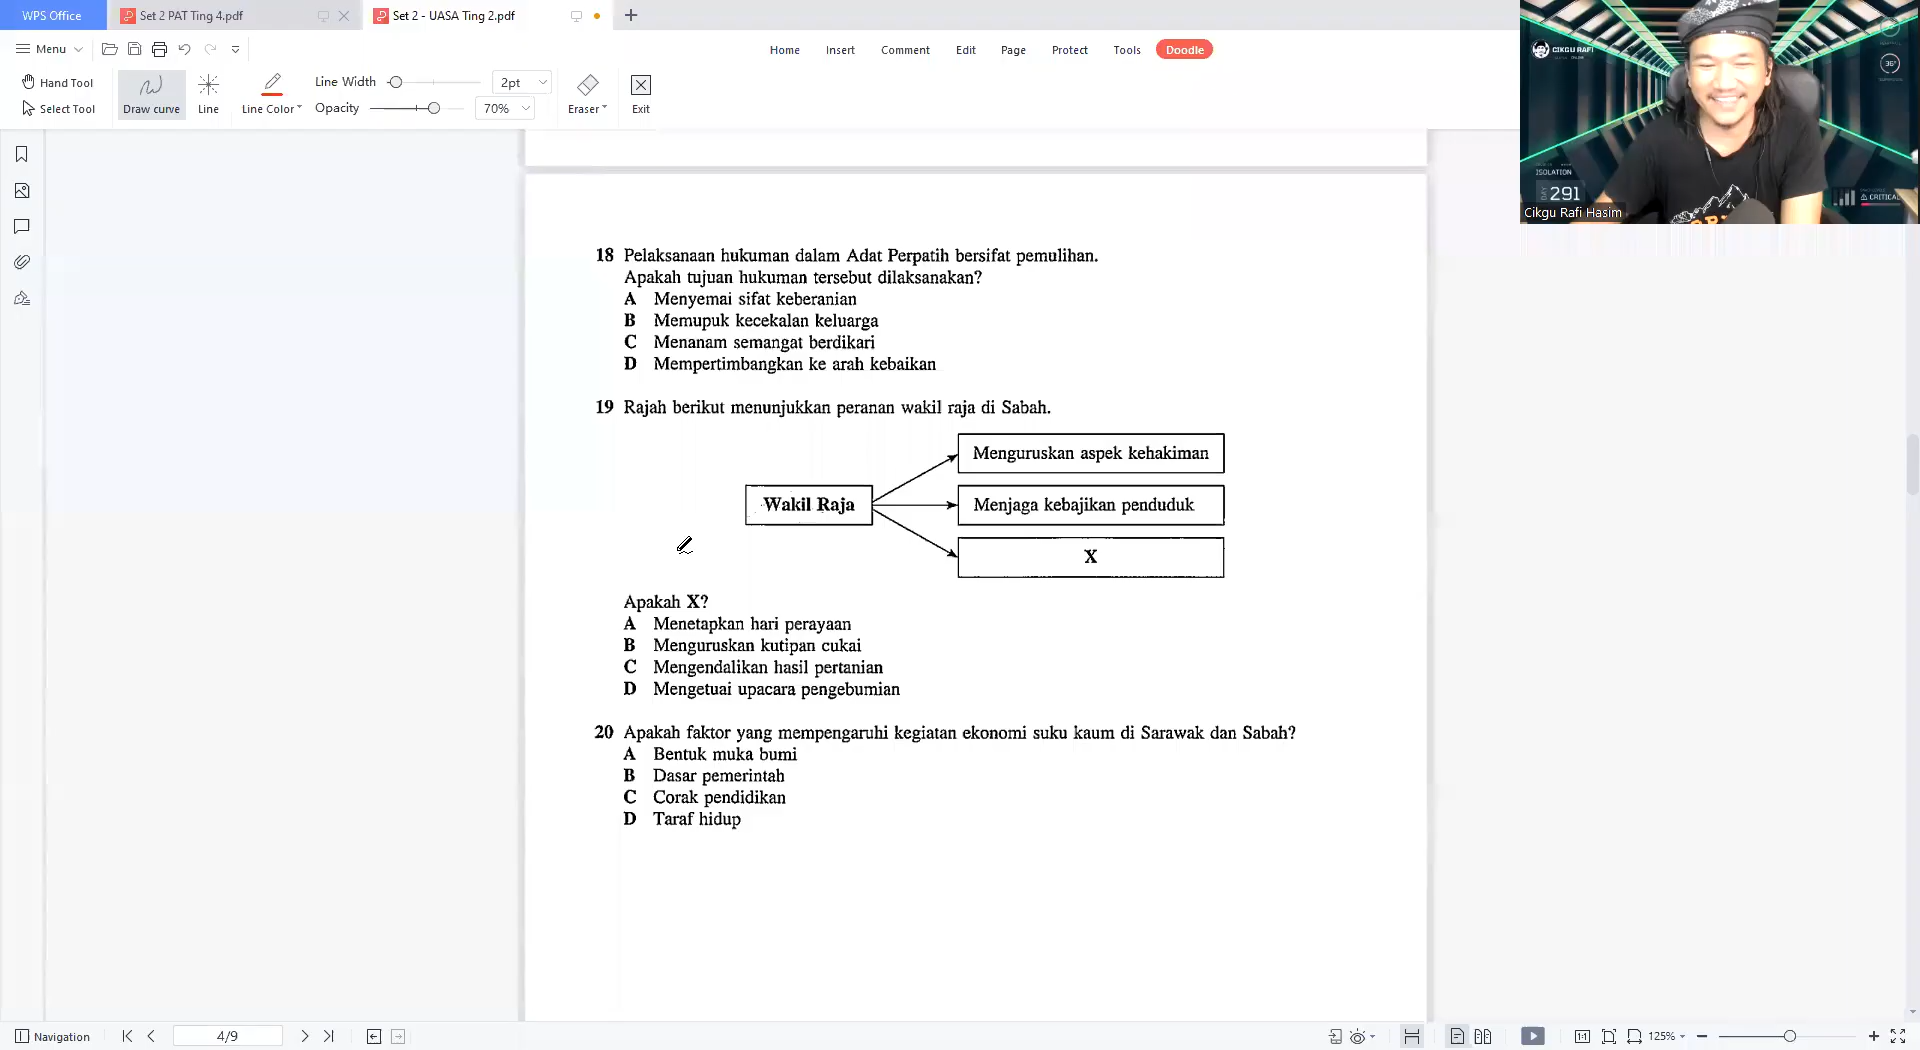 WPS Office
Set 2 PAT Ting 4.pdf
Set 2 - UASA Ting 2.pdf
Menu
Home
Insert
Comment
Edit
Page
Protect
Tools
Doodle
Hand Tool
Select Tool
Draw curve
Line
Line Color
Line Width
2pt
Opacity
70%
Eraser
Exit
CIKGU RAFI
36°
ISOLATION
DAY 291
CRITICAL
Cikgu Rafi Hasim
18 Pelaksanaan hukuman dalam Adat Perpatih bersifat pemulihan.
Apakah tujuan hukuman tersebut dilaksanakan?
A Menyemai sifat keberanian
B Memupuk kecekalan keluarga
C Menanam semangat berdikari
D Mempertimbangkan ke arah kebaikan
19 Rajah berikut menunjukkan peranan wakil raja di Sabah.
Menguruskan aspek kehakiman
Wakil Raja
Menjaga kebajikan penduduk
X
Apakah X?
A Menetapkan hari perayaan
B Menguruskan kutipan cukai
C Mengendalikan hasil pertanian
D Mengetuai upacara pengebumian
20 Apakah faktor yang mempengaruhi kegiatan ekonomi suku kaum di Sarawak dan Sabah?
A Bentuk muka bumi
B Dasar pemerintah
C Corak pendidikan
D Taraf hidup
Navigation
4/9
125%